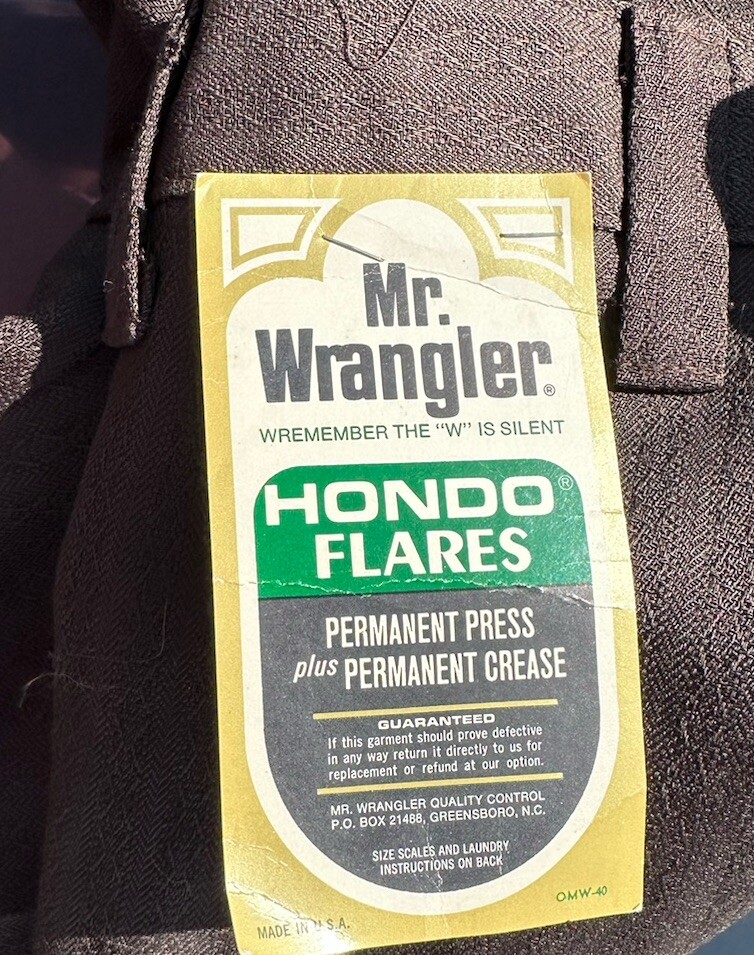 Mr.
Wrangler®
WREMEMBER THE “W” IS SILENT
HONDO®
FLARES
PERMANENT PRESS
plus PERMANENT CREASE
GUARANTEED
If this garment should prove defective
in any way return it directly to us for
replacement or refund at our option.
MR. WRANGLER QUALITY CONTROL
P.O. BOX 21488, GREENSBORO, N.C.
SIZE SCALES AND LAUNDRY
INSTRUCTIONS ON BACK
OMW-40
MADE IN U.S.A.